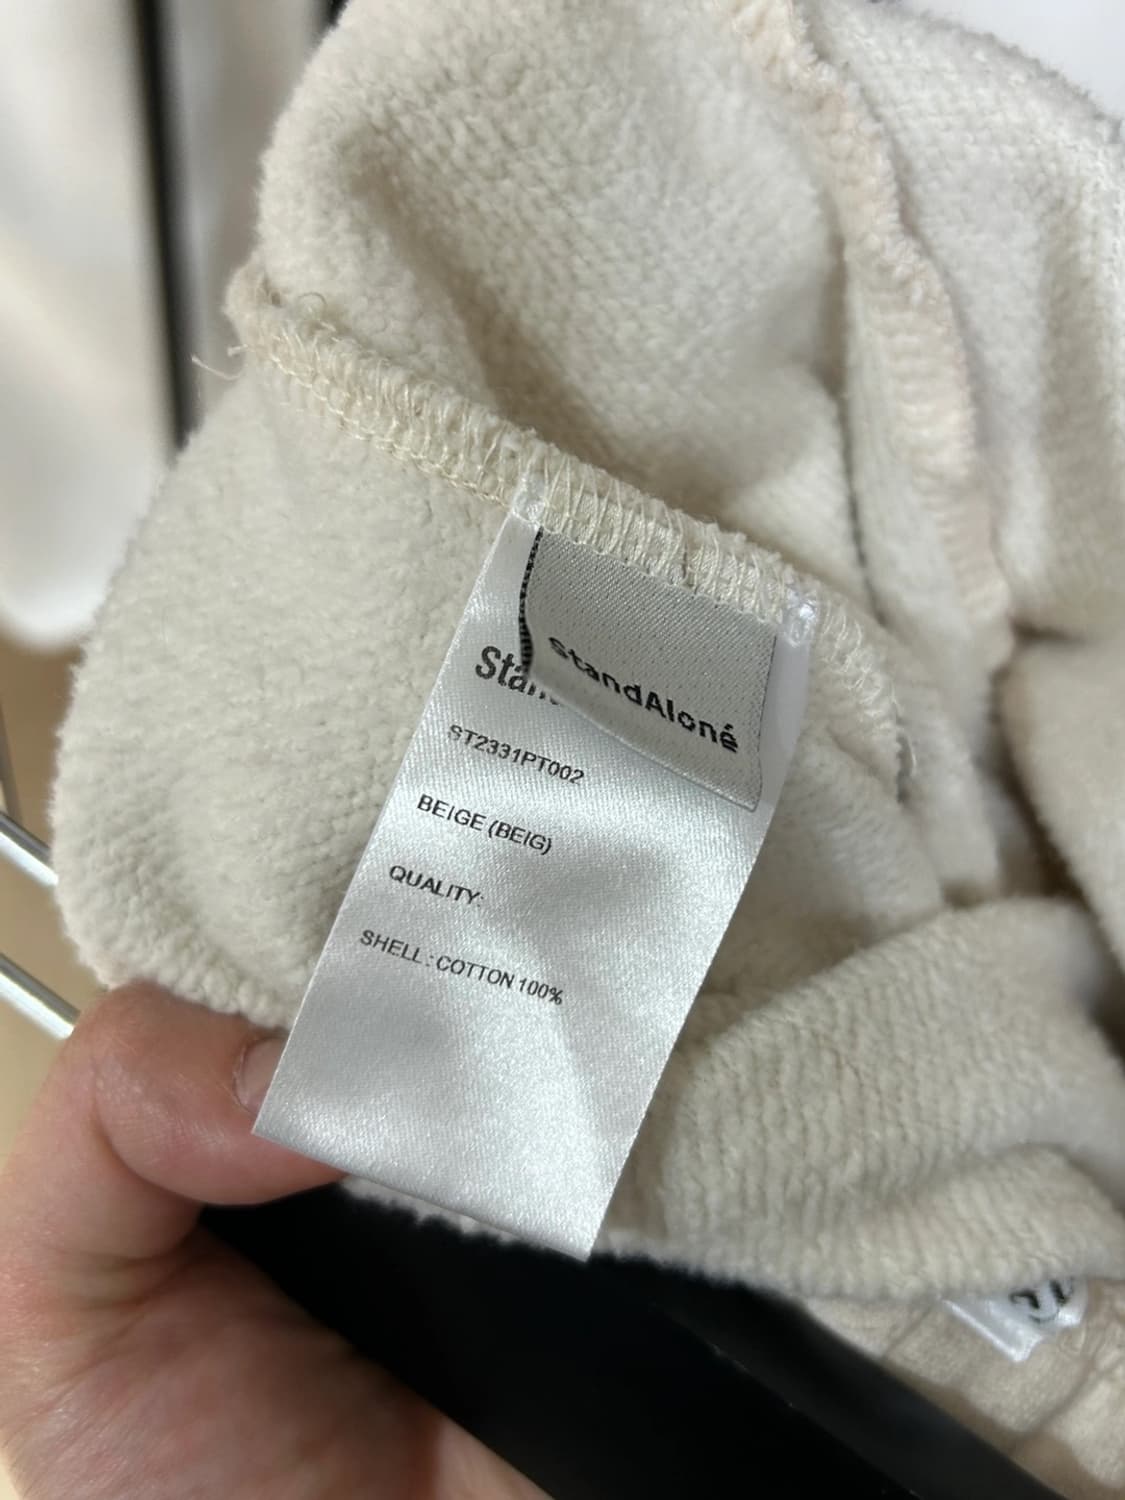 StandAloné
Stan
ST2331PT002
BEIGE (BEIG)
QUALITY:
SHELL : COTTON 100%